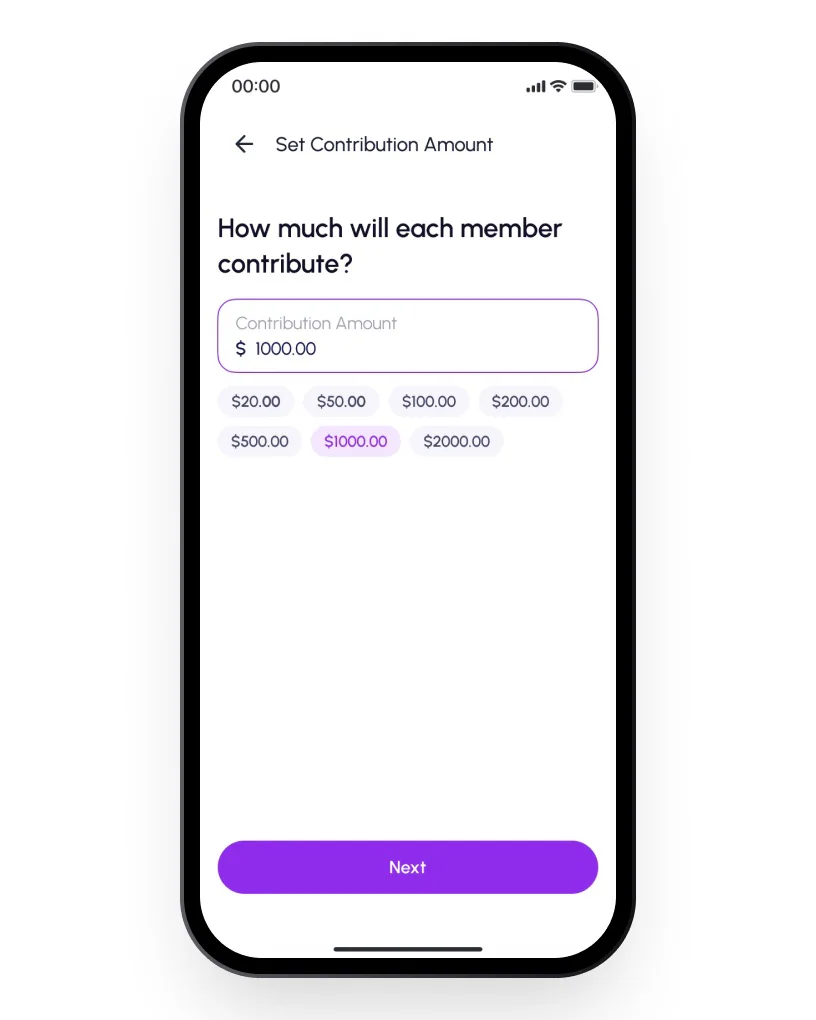 00:00
Set Contribution Amount
How much will each member
contribute?
Contribution Amount
$ 1000.00
$20.00 $50.00 $100.00 $200.00
$500.00 $1000.00 $2000.00
Next